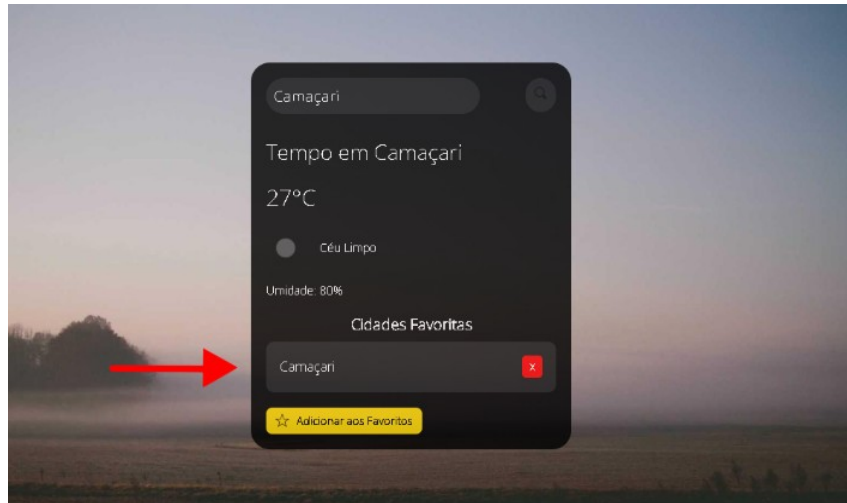 Camaçari
Tempo em Camaçari
27°C
Céu Limpo
Umidade: 80%
Cidades Favoritas
Camaçari
X
Adicionar aos Favoritos